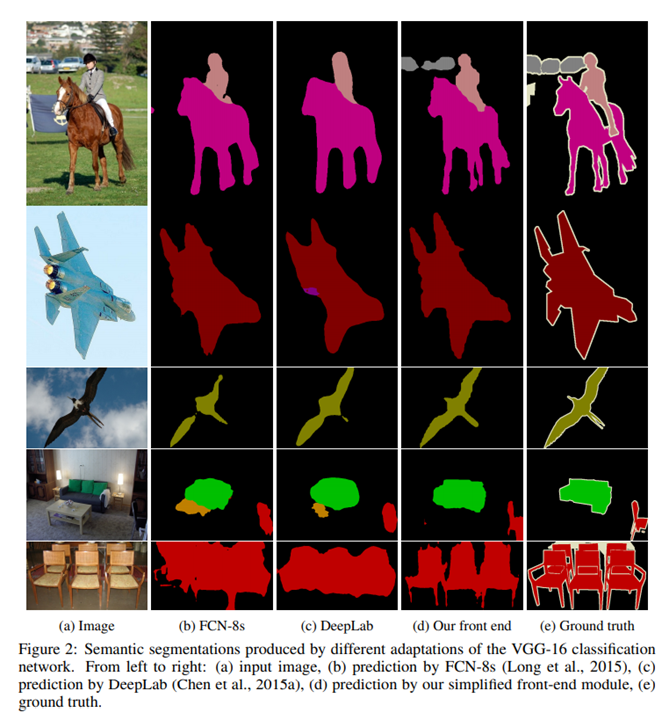 (a) Image
(b) FCN-8s
(c) DeepLab
(d) Our front end
(e) Ground truth
Figure 2: Semantic segmentations produced by different adaptations of the VGG-16 classification
network. From left to right: (a) input image, (b) prediction by FCN-8s (Long et al., 2015), (c)
prediction by DeepLab (Chen et al., 2015a), (d) prediction by our simplified front-end module, (e)
ground truth.